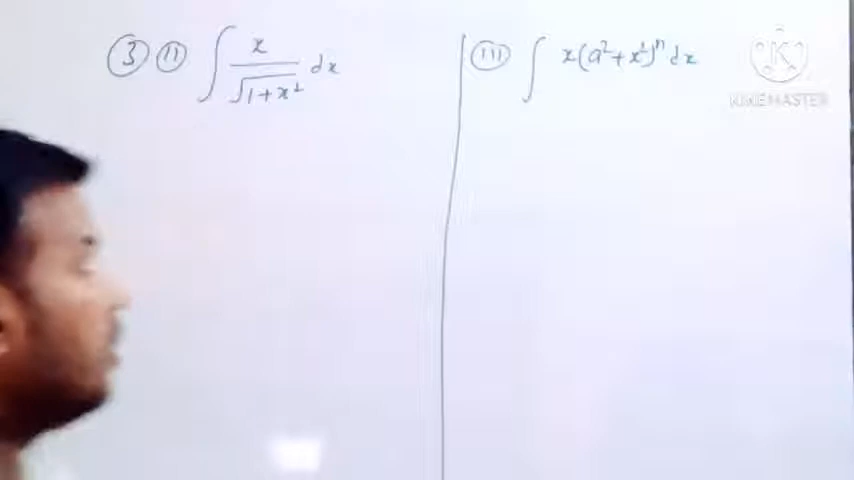 ③ (ii) ∫ x/√(1+x²) dx
(iii) ∫ x(a²+x²)ⁿ dx
K
KINEMASTER